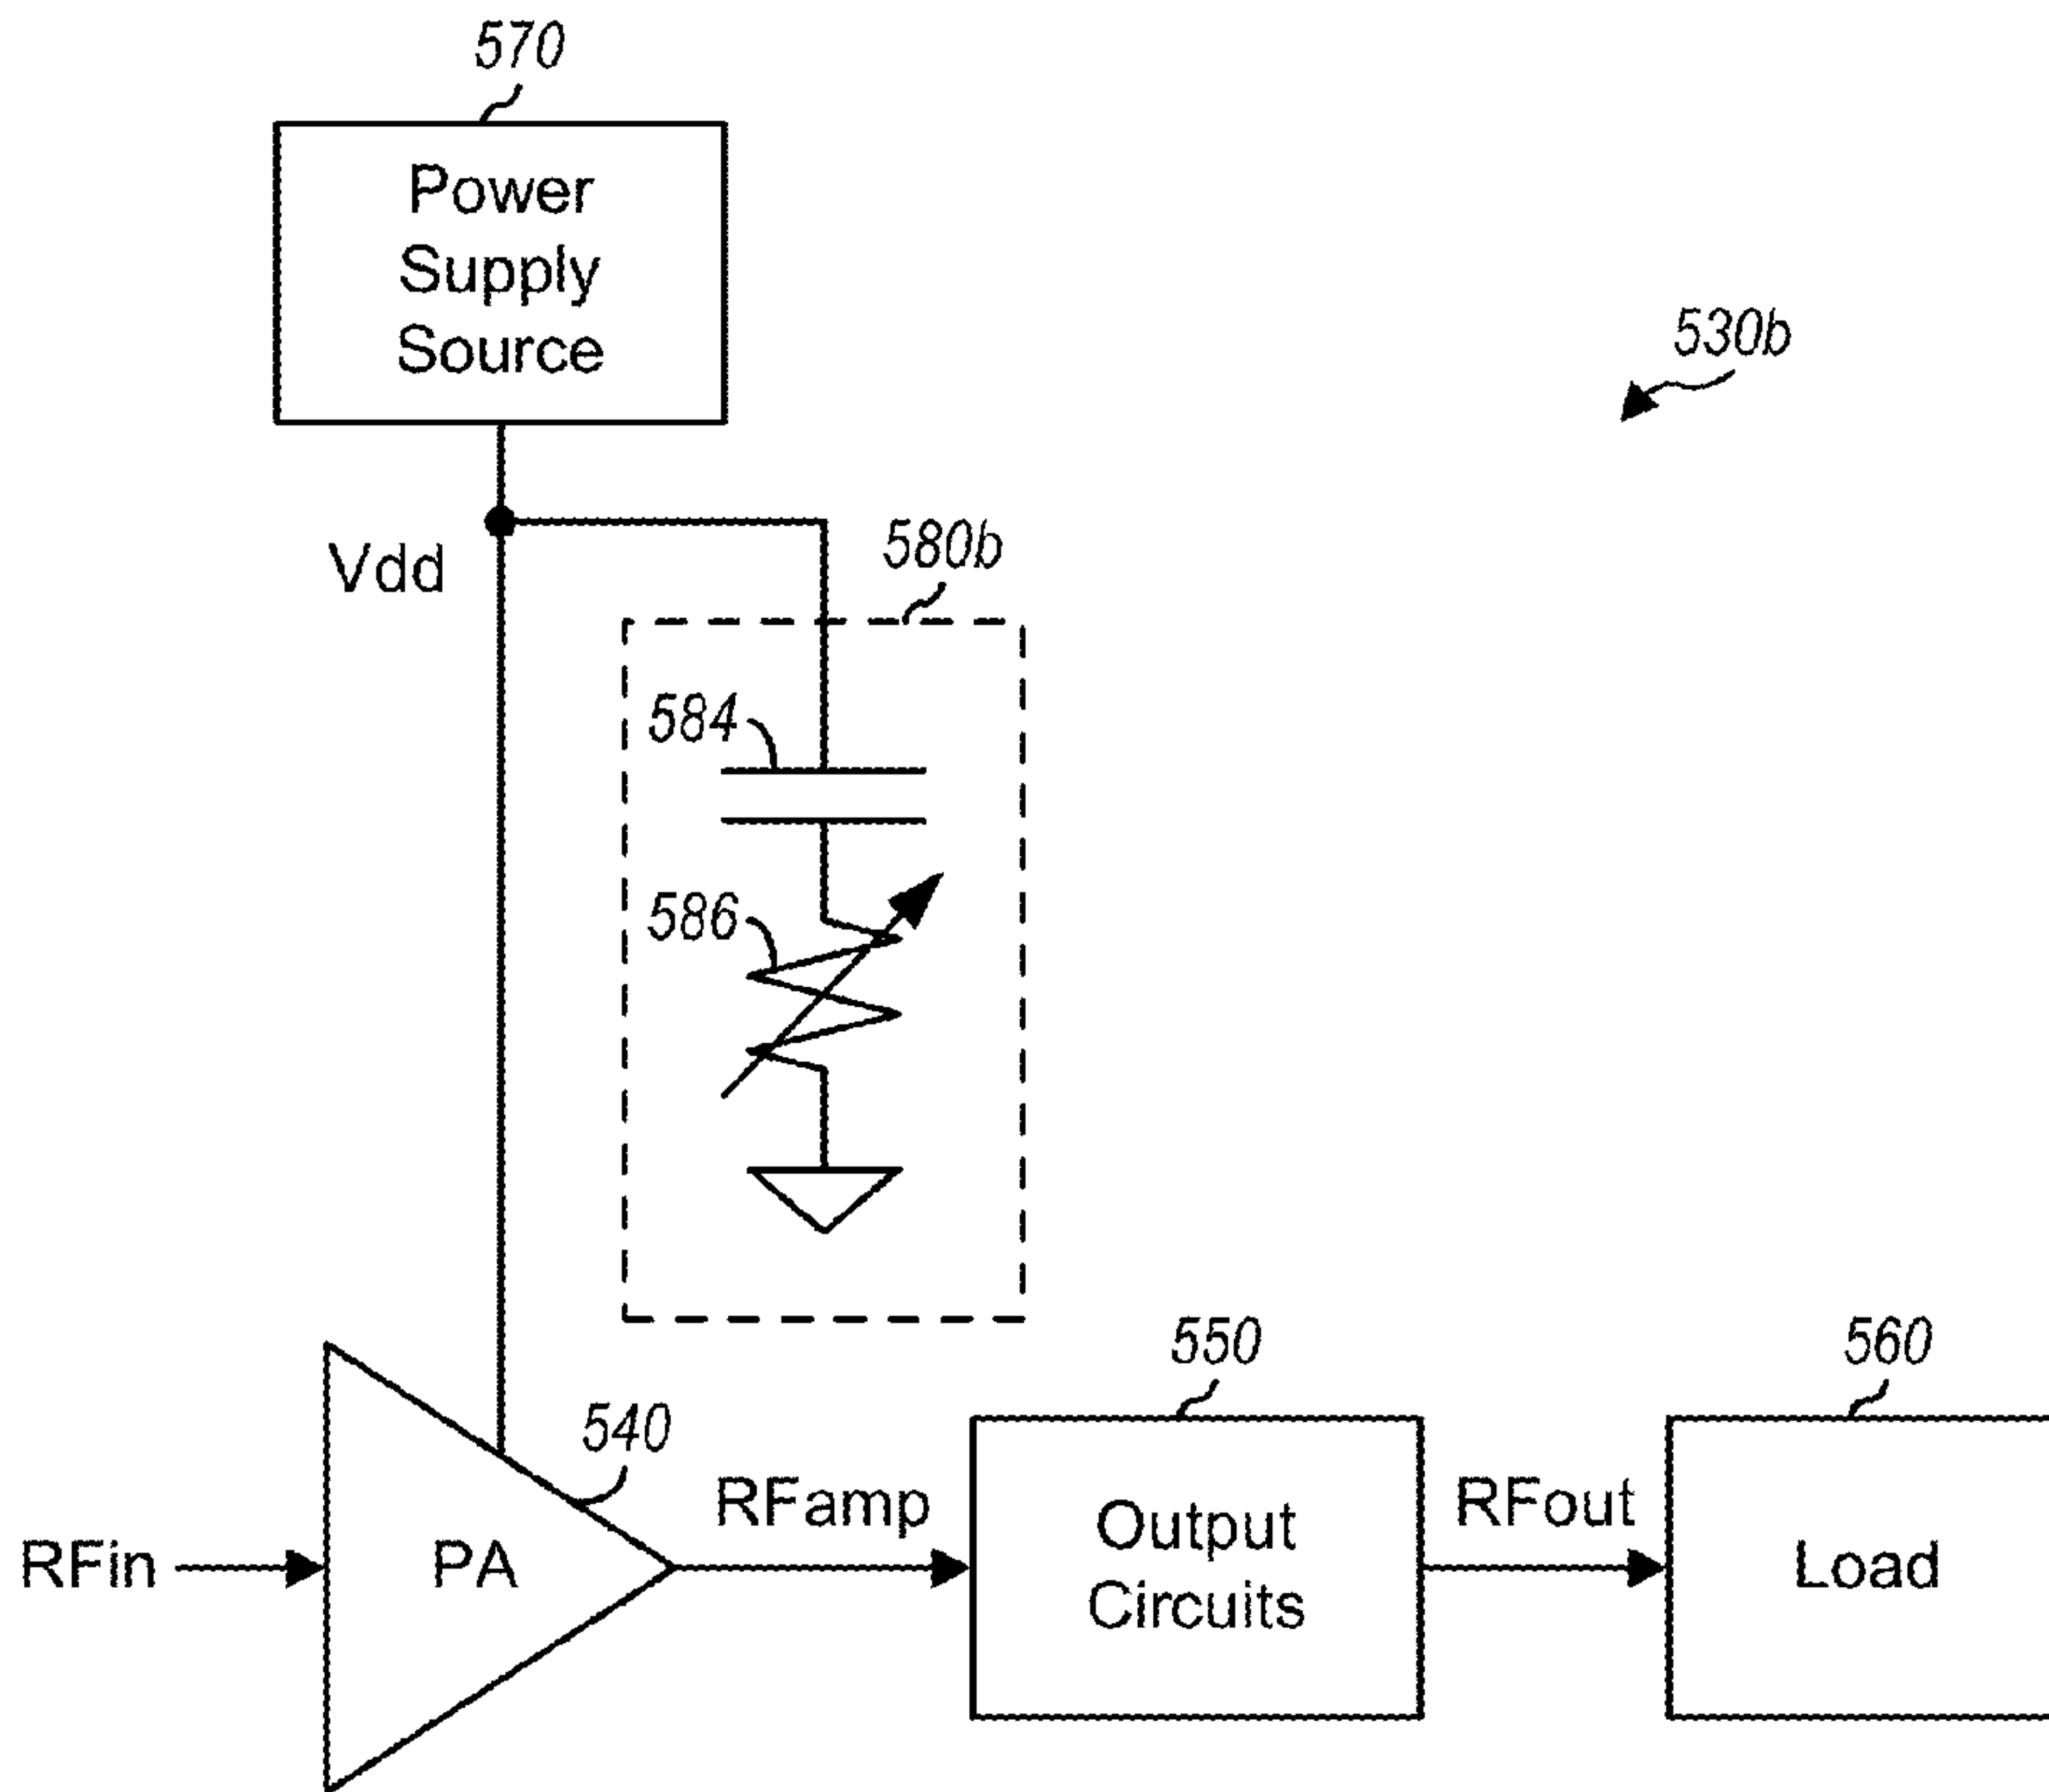 570
Power
Supply
Source
530b
Vdd
580b
584
586
540
550
560
RFin
PA
RFamp
Output
Circuits
RFout
Load